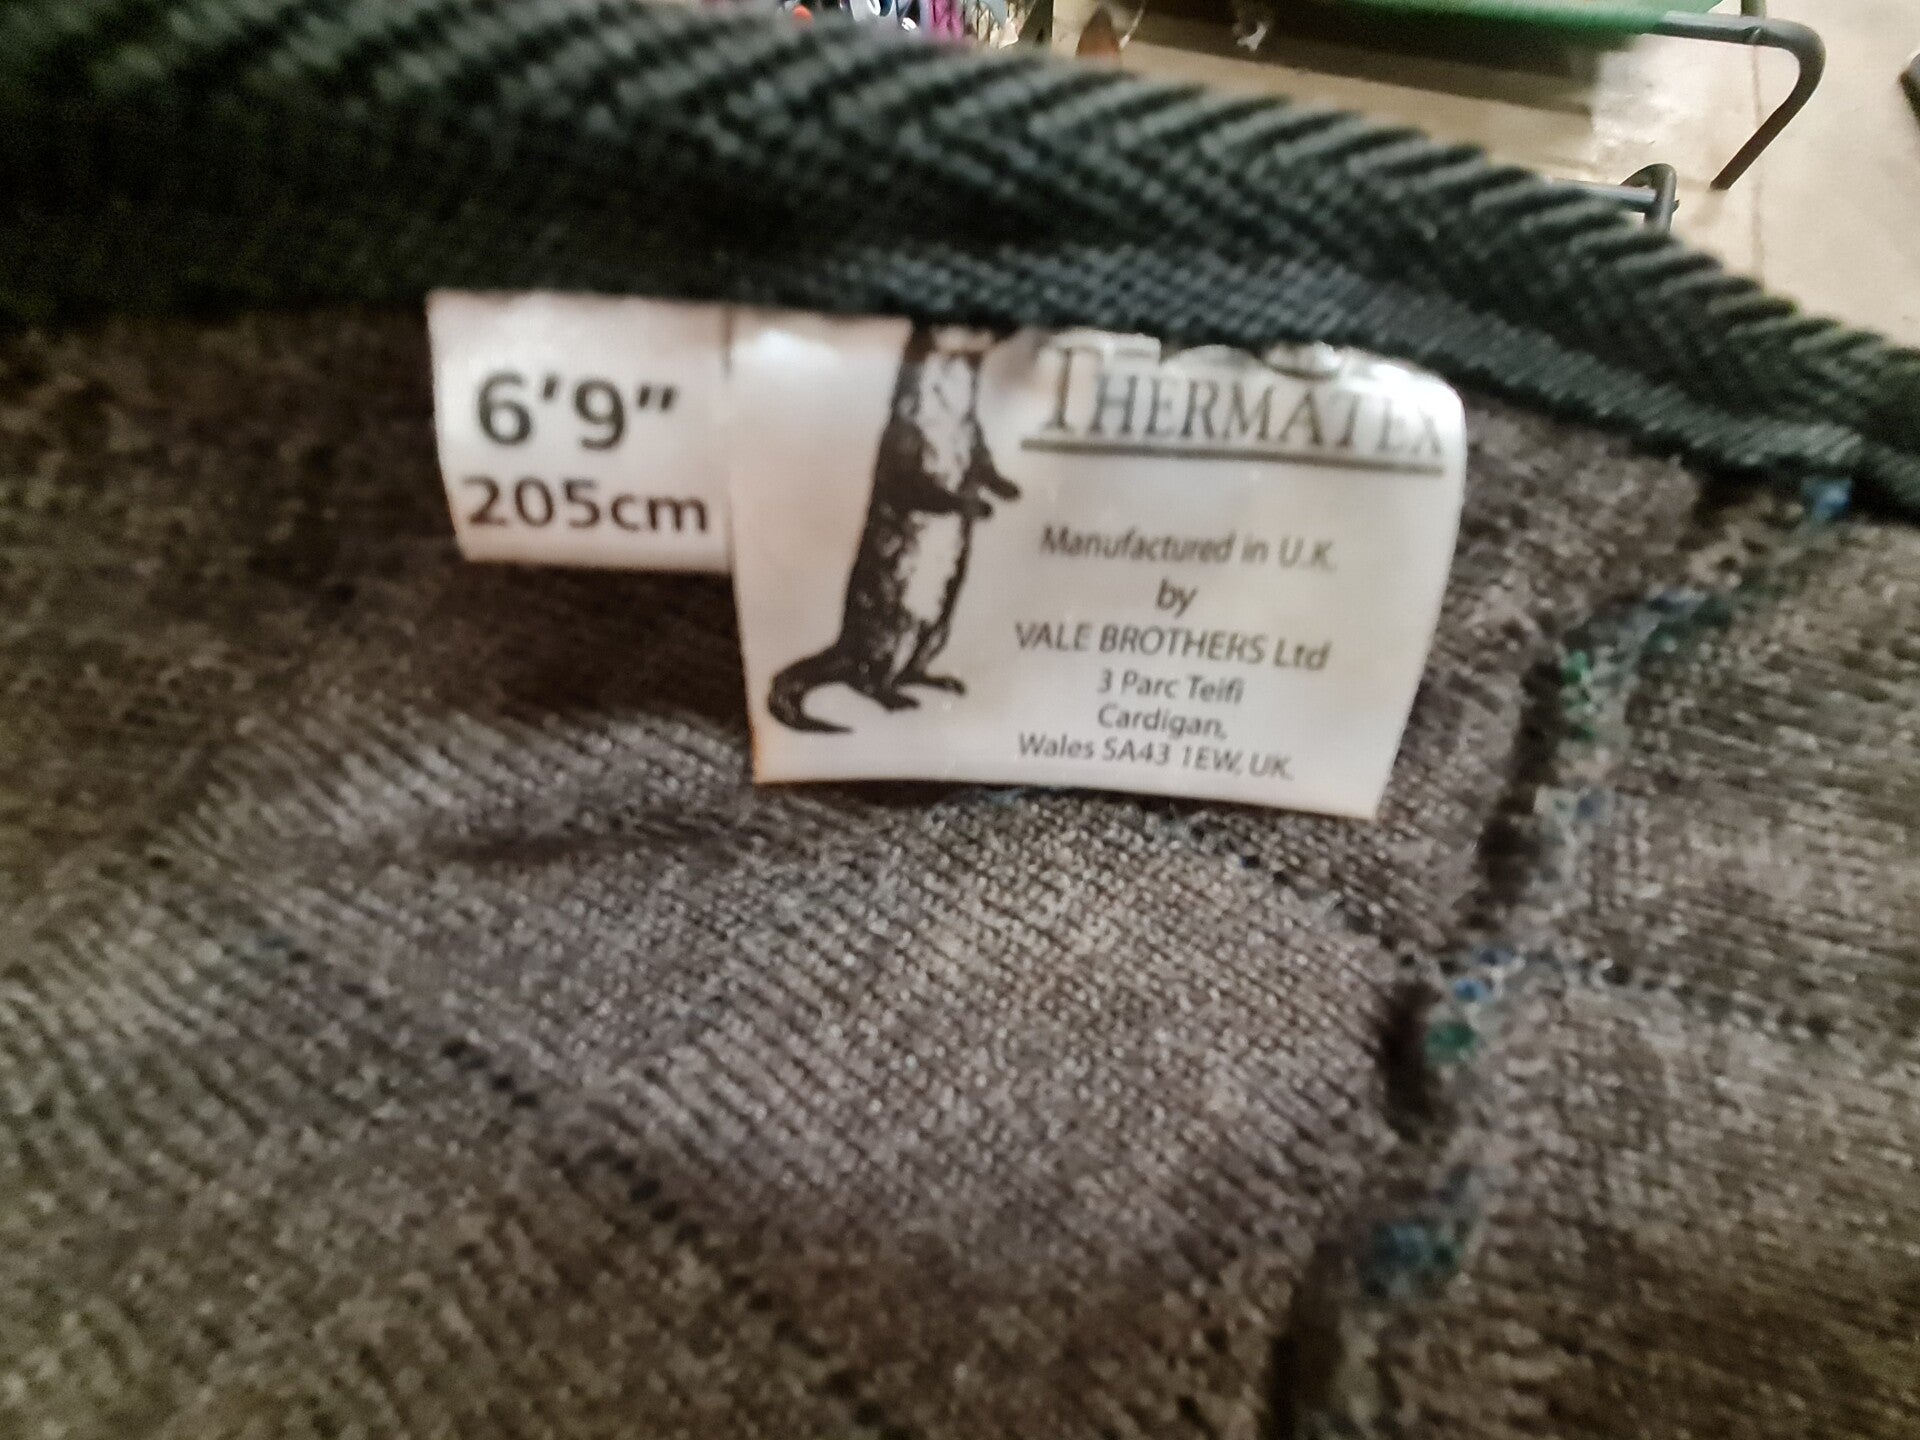 6'9"
205cm
THERMATEX
Manufactured in U.K.
by
VALE BROTHERS Ltd
3 Parc Teifi
Cardigan,
Wales SA43 1EW, UK.